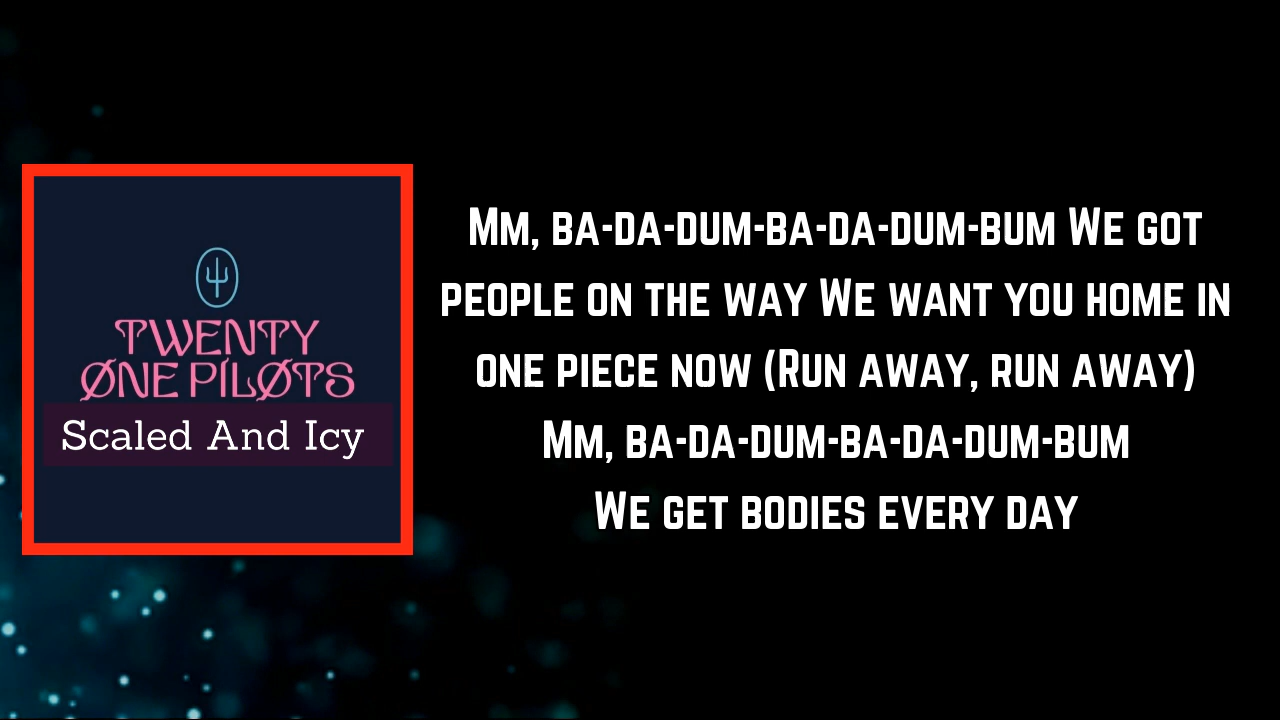 TWENTY
ØNE PILØTS
Scaled And Icy
Mm, ba-da-dum-ba-da-dum-bum We got
people on the way We want you home in
one piece now (Run away, run away)
Mm, ba-da-dum-ba-da-dum-bum
We get bodies every day